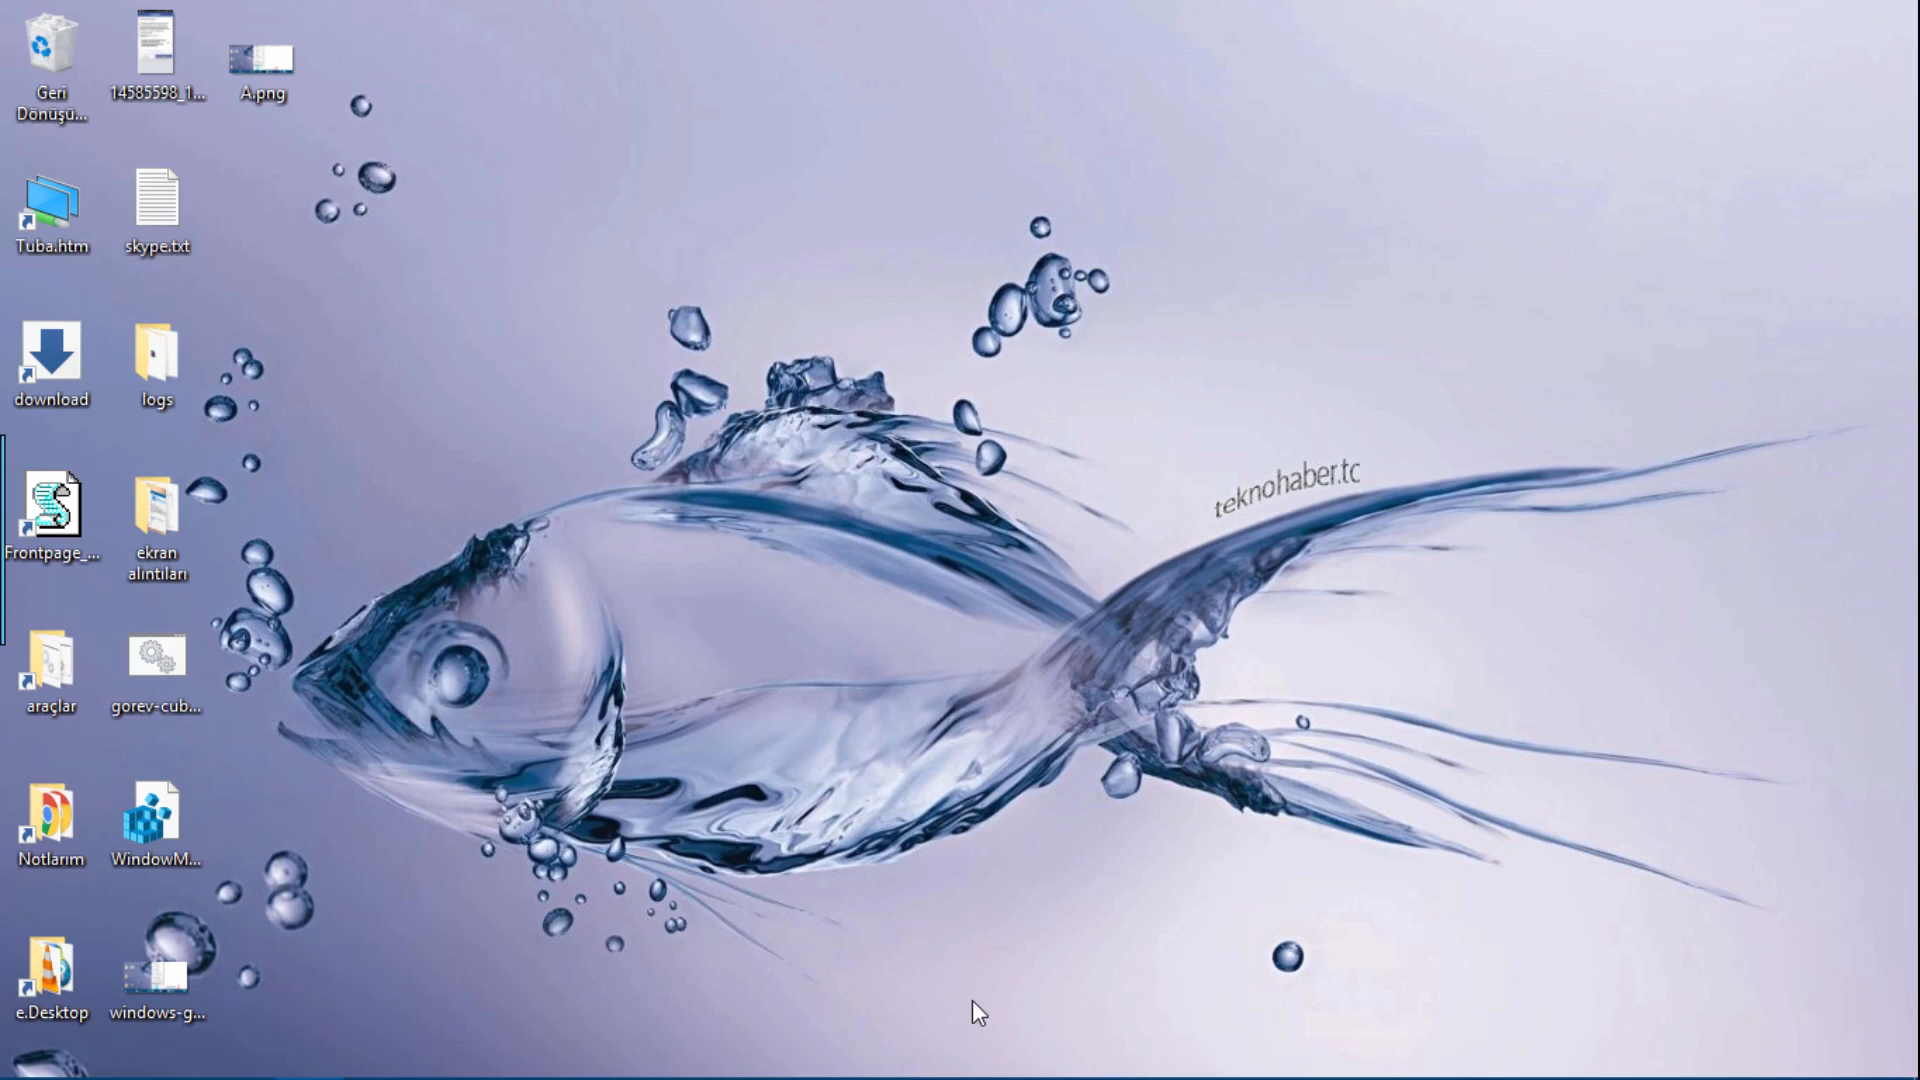 Geri
Dönüşü...
14585598_1...
A.png
Tuba.htm
skype.txt
download
logs
Frontpage_...
ekran
alıntıları
araçlar
gorev-cub...
Notlarım
WindowM...
e.Desktop
windows-g...
teknohaber.tc